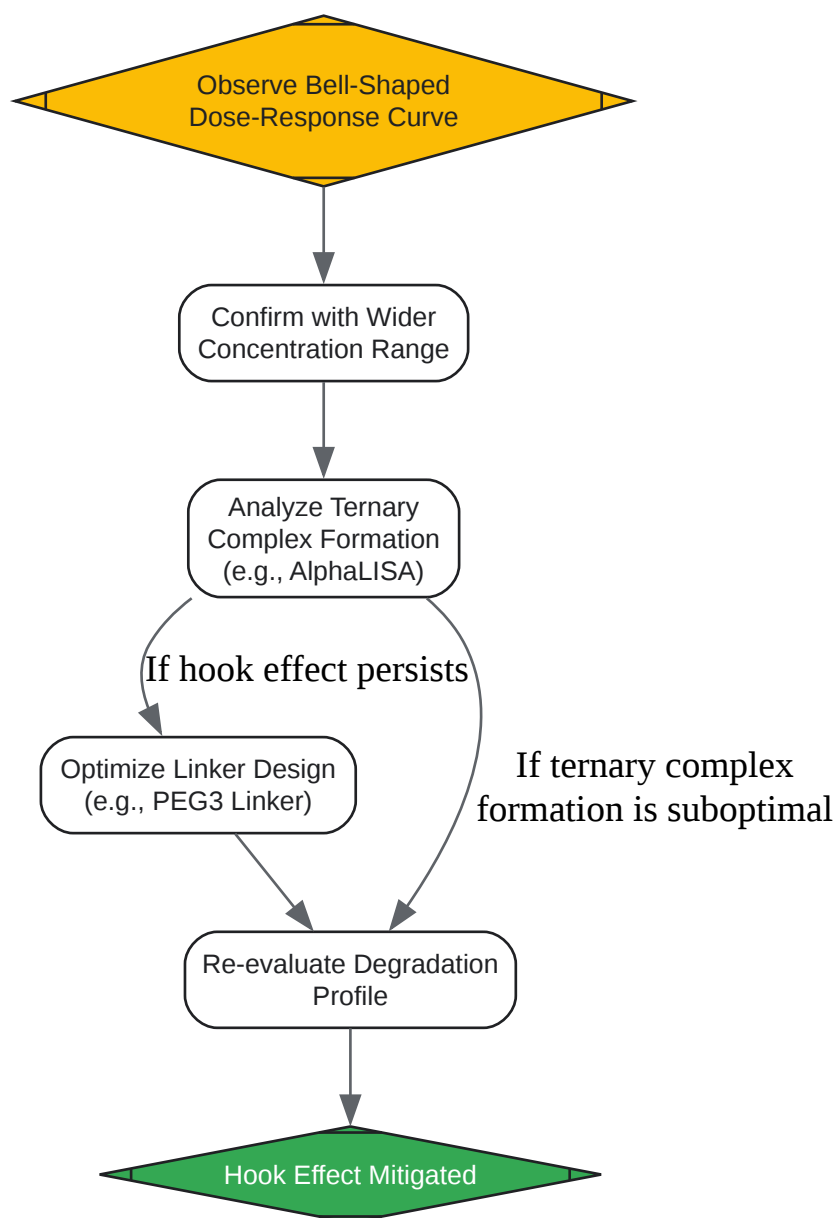 Observe Bell-Shaped
Dose-Response Curve
Confirm with Wider
Concentration Range
Analyze Ternary
Complex Formation
(e.g., AlphaLISA)
If hook effect persists
Optimize Linker Design
(e.g., PEG3 Linker)
If ternary complex
formation is suboptimal
Re-evaluate Degradation
Profile
Hook Effect Mitigated